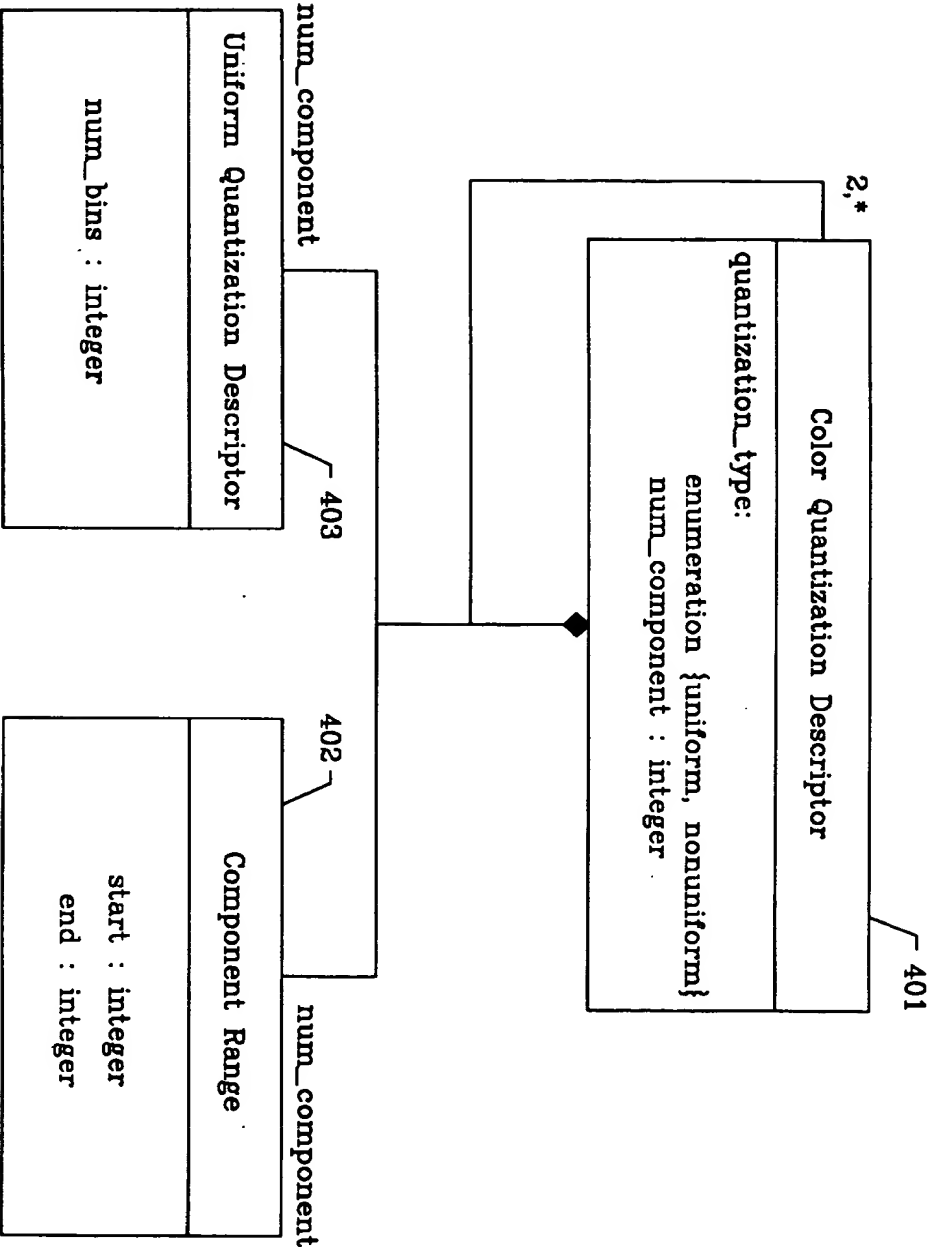 401
2,*
Color Quantization Descriptor
quantization_type:
enumeration {uniform, nonuniform}
num_component : integer
num_component
403
Uniform Quantization Descriptor
num_bins : integer
402
num_component
Component Range
start : integer
end : integer